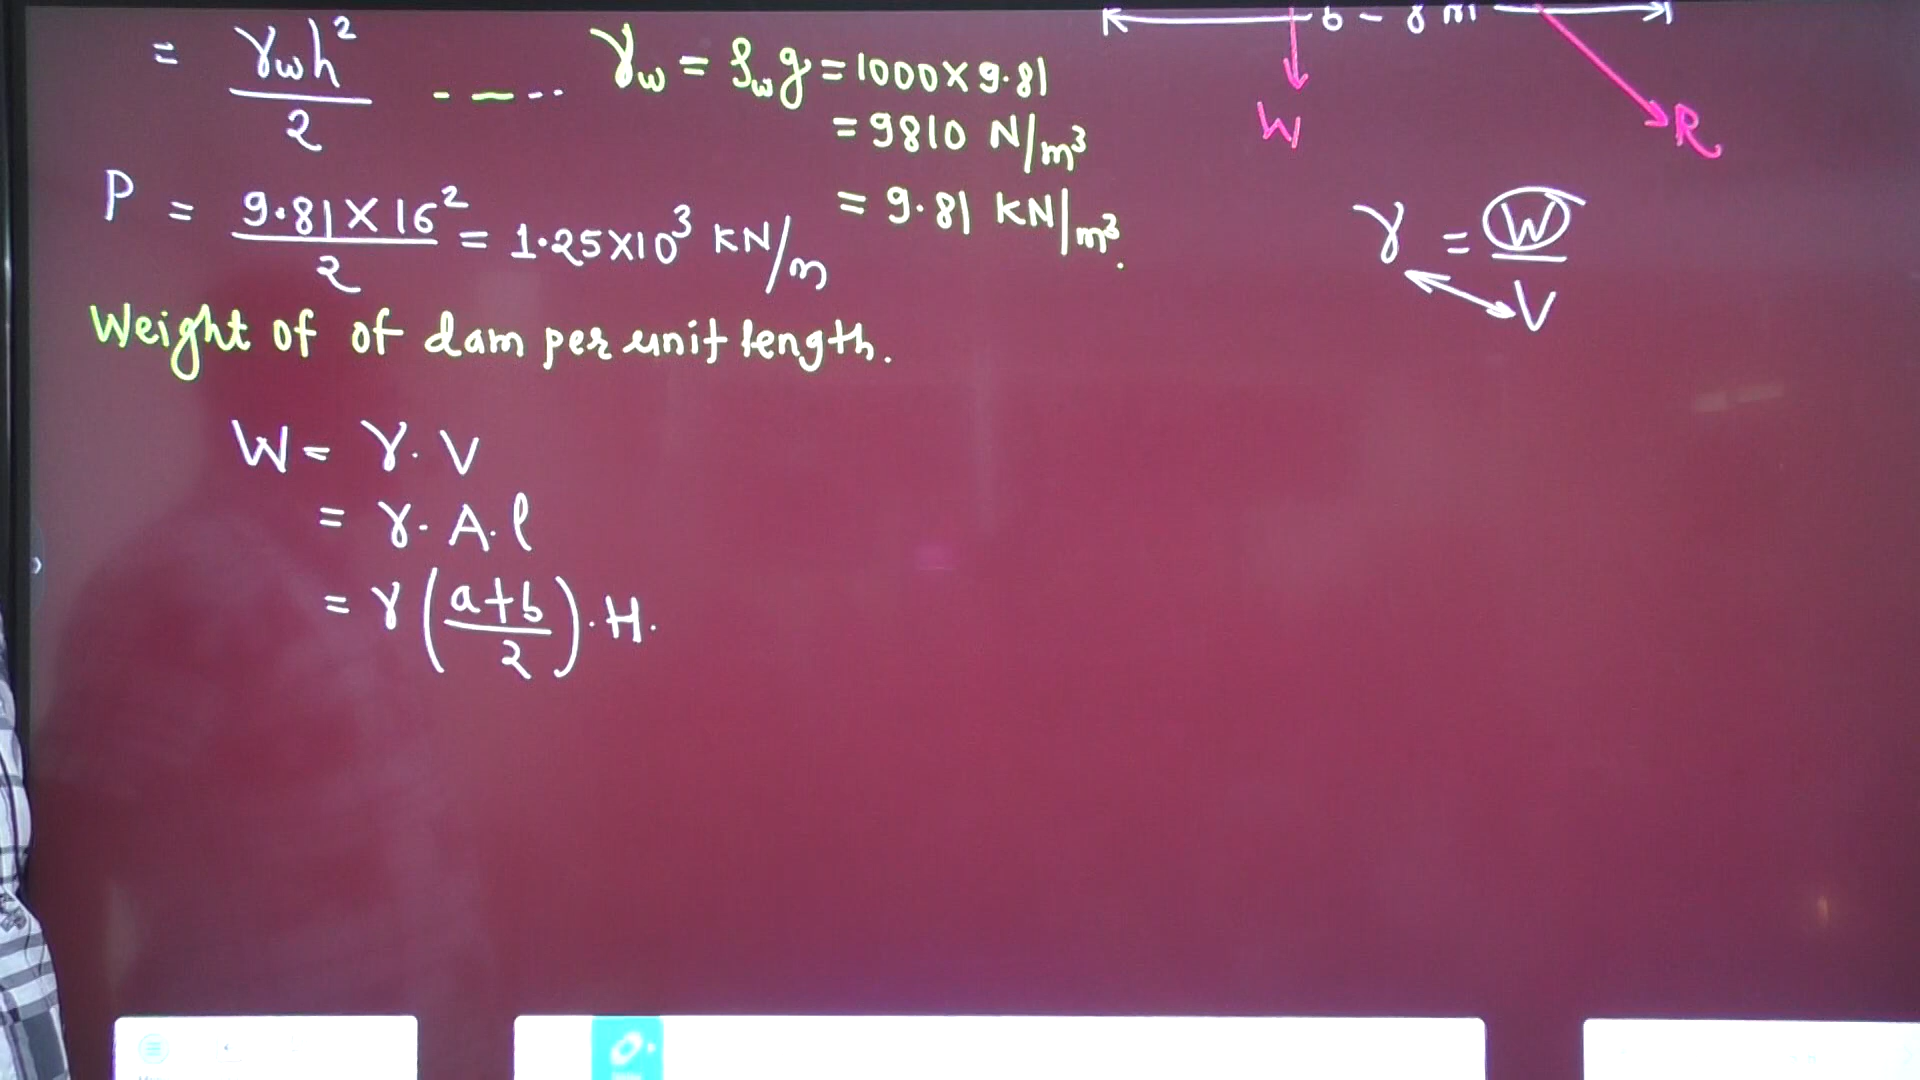 = γwh² / 2 ---- γw = ρw g = 1000 × 9.81
= 9810 N/m³
= 9.81 KN/m³.
P = 9.81 × 16² / 2 = 1.25×10³ KN/m
Weight of of dam per unit length.
W = γ. V
= γ. A. l
= γ (a+b / 2) . H.
W
R
γ = W / V